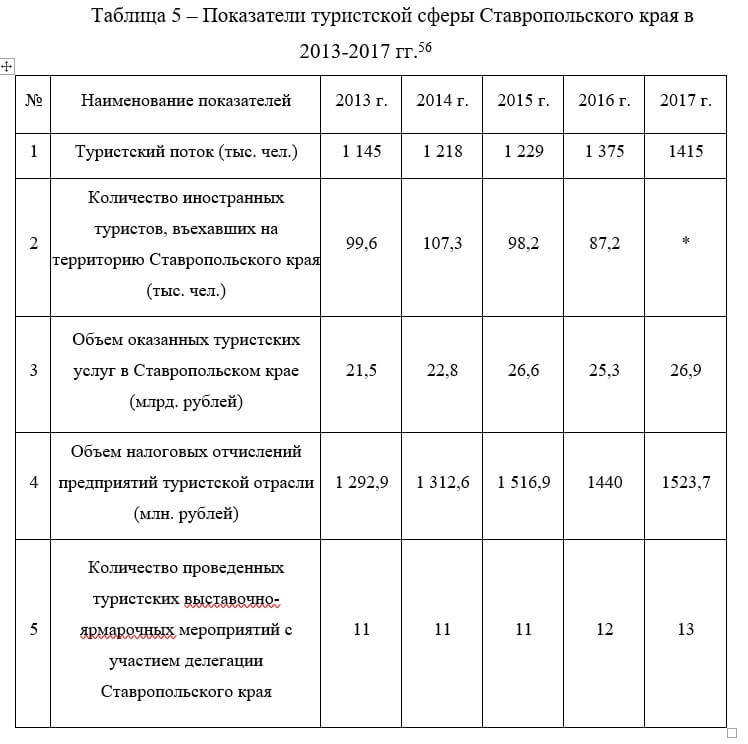 Таблица 5 – Показатели туристской сферы Ставропольского края в
2013-2017 гг.56
№ Наименование показателей 2013 г. 2014 г. 2015 г. 2016 г. 2017 г.
1 Туристский поток (тыс. чел.) 1 145 1 218 1 229 1 375 1415
Количество иностранных
туристов, въехавших на
2 территорию Ставропольского края 99,6 107,3 98,2 87,2 *
(тыс. чел.)
Объем оказанных туристских
3 услуг в Ставропольском крае 21,5 22,8 26,6 25,3 26,9
(млрд. рублей)
Объем налоговых отчислений
4 предприятий туристской отрасли 1 292,9 1 312,6 1 516,9 1440 1523,7
(млн. рублей)
Количество проведенных
туристских выставочно-
5 ярмарочных мероприятий с 11 11 11 12 13
участием делегации
Ставропольского края